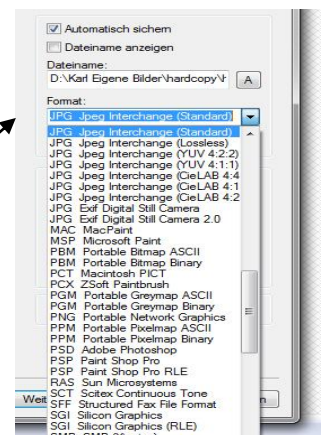 Automatisch sichern
Dateiname anzeigen
Dateiname:
D:\Karl Eigene Bilder\hardcopy\
A
Format:
JPG Jpeg Interchange (Standard)
JPG Jpeg Interchange (Standard)
JPG Jpeg Interchange (Lossless)
JPG Jpeg Interchange (YUV 4:2:2)
JPG Jpeg Interchange (YUV 4:1:1)
JPG Jpeg Interchange (CieLAB 4:4
JPG Jpeg Interchange (CieLAB 4:1
JPG Jpeg Interchange (CieLAB 4:2
JPG Exif Digital Still Camera
JPG Exif Digital Still Camera 2.0
MAC MacPaint
MSP Microsoft Paint
PBM Portable Bitmap ASCII
PBM Portable Bitmap Binary
PCT Macintosh PICT
PCX ZSoft Paintbrush
PGM Portable Greymap ASCII
PGM Portable Greymap Binary
PNG Portable Network Graphics
PPM Portable Pixelmap ASCII
PPM Portable Pixelmap Binary
PSD Adobe Photoshop
PSP Paint Shop Pro
PSP Paint Shop Pro RLE
RAS Sun Microsystems
SCT Scitex Continuous Tone
Weit
SFF Structured Fax File Format
n
SGI Silicon Graphics
SGI Silicon Graphics (RLE)